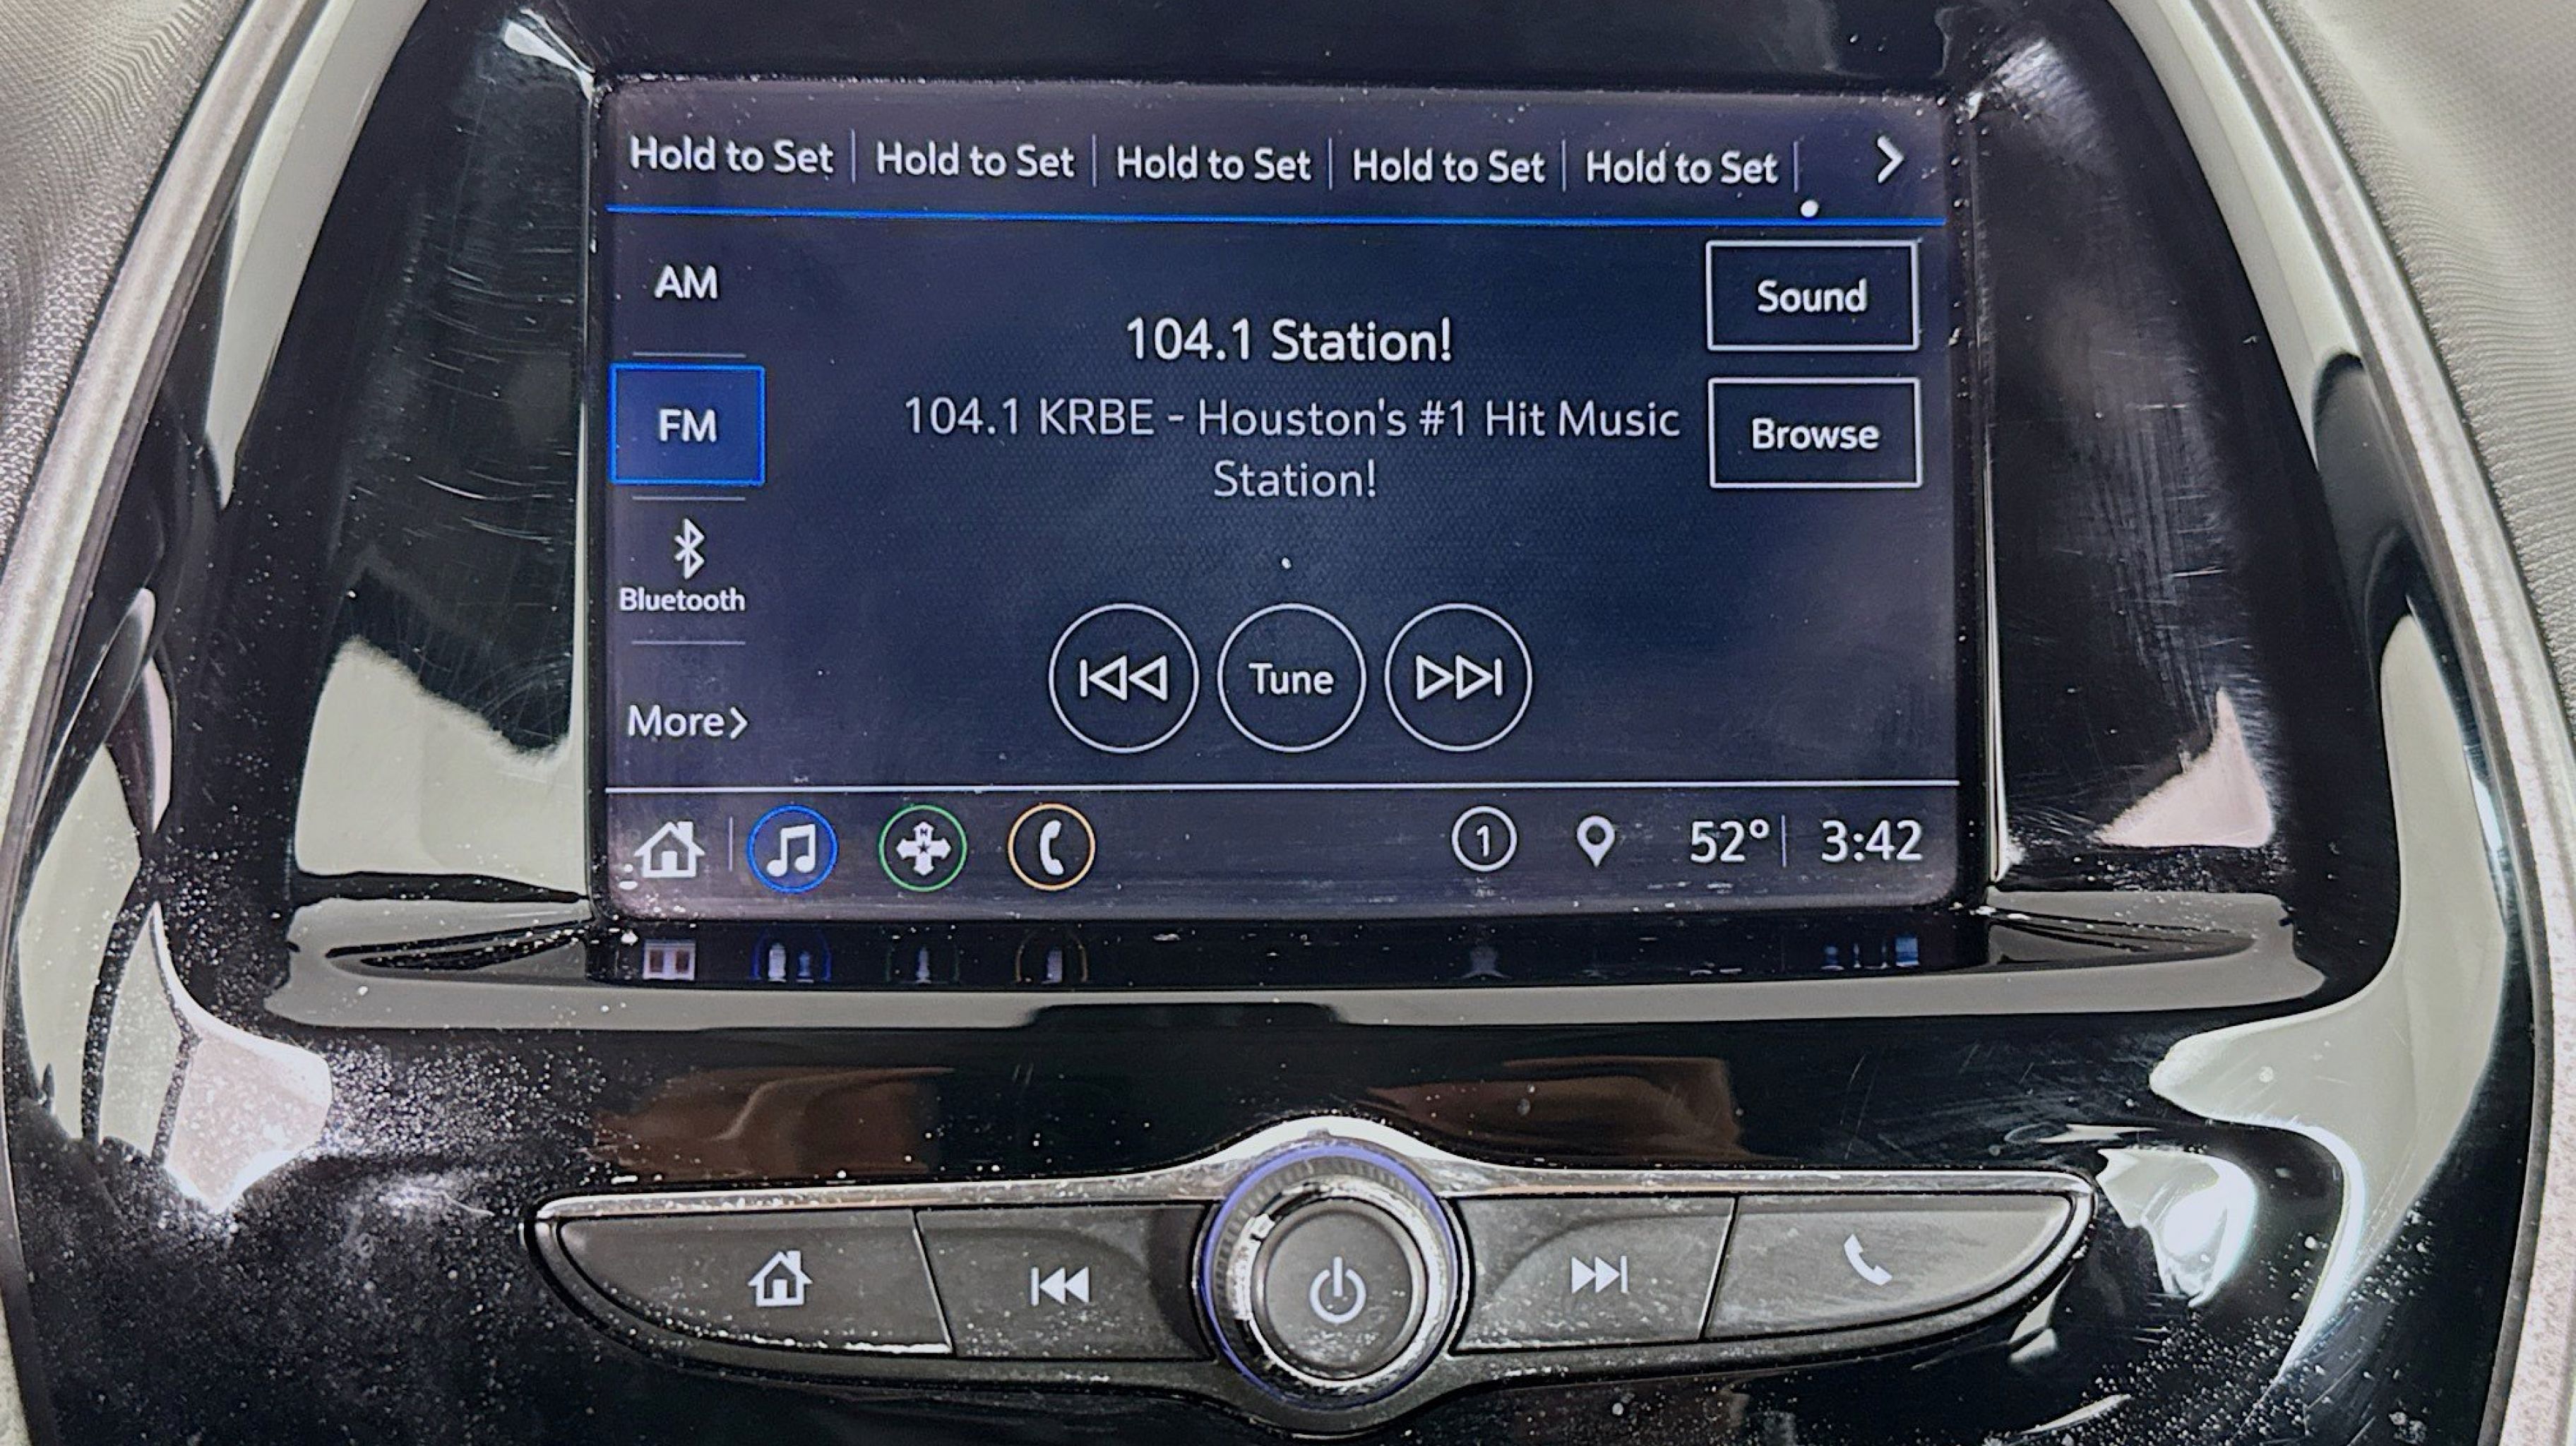 Hold to Set Hold to Set Hold to Set Hold to Set Hold to Set
AM
Sound
104.1 Station!
FM
104.1 KRBE - Houston's #1 Hit Music
Station!
Browse
Bluetooth
Tune
More>
1 52° 3:42